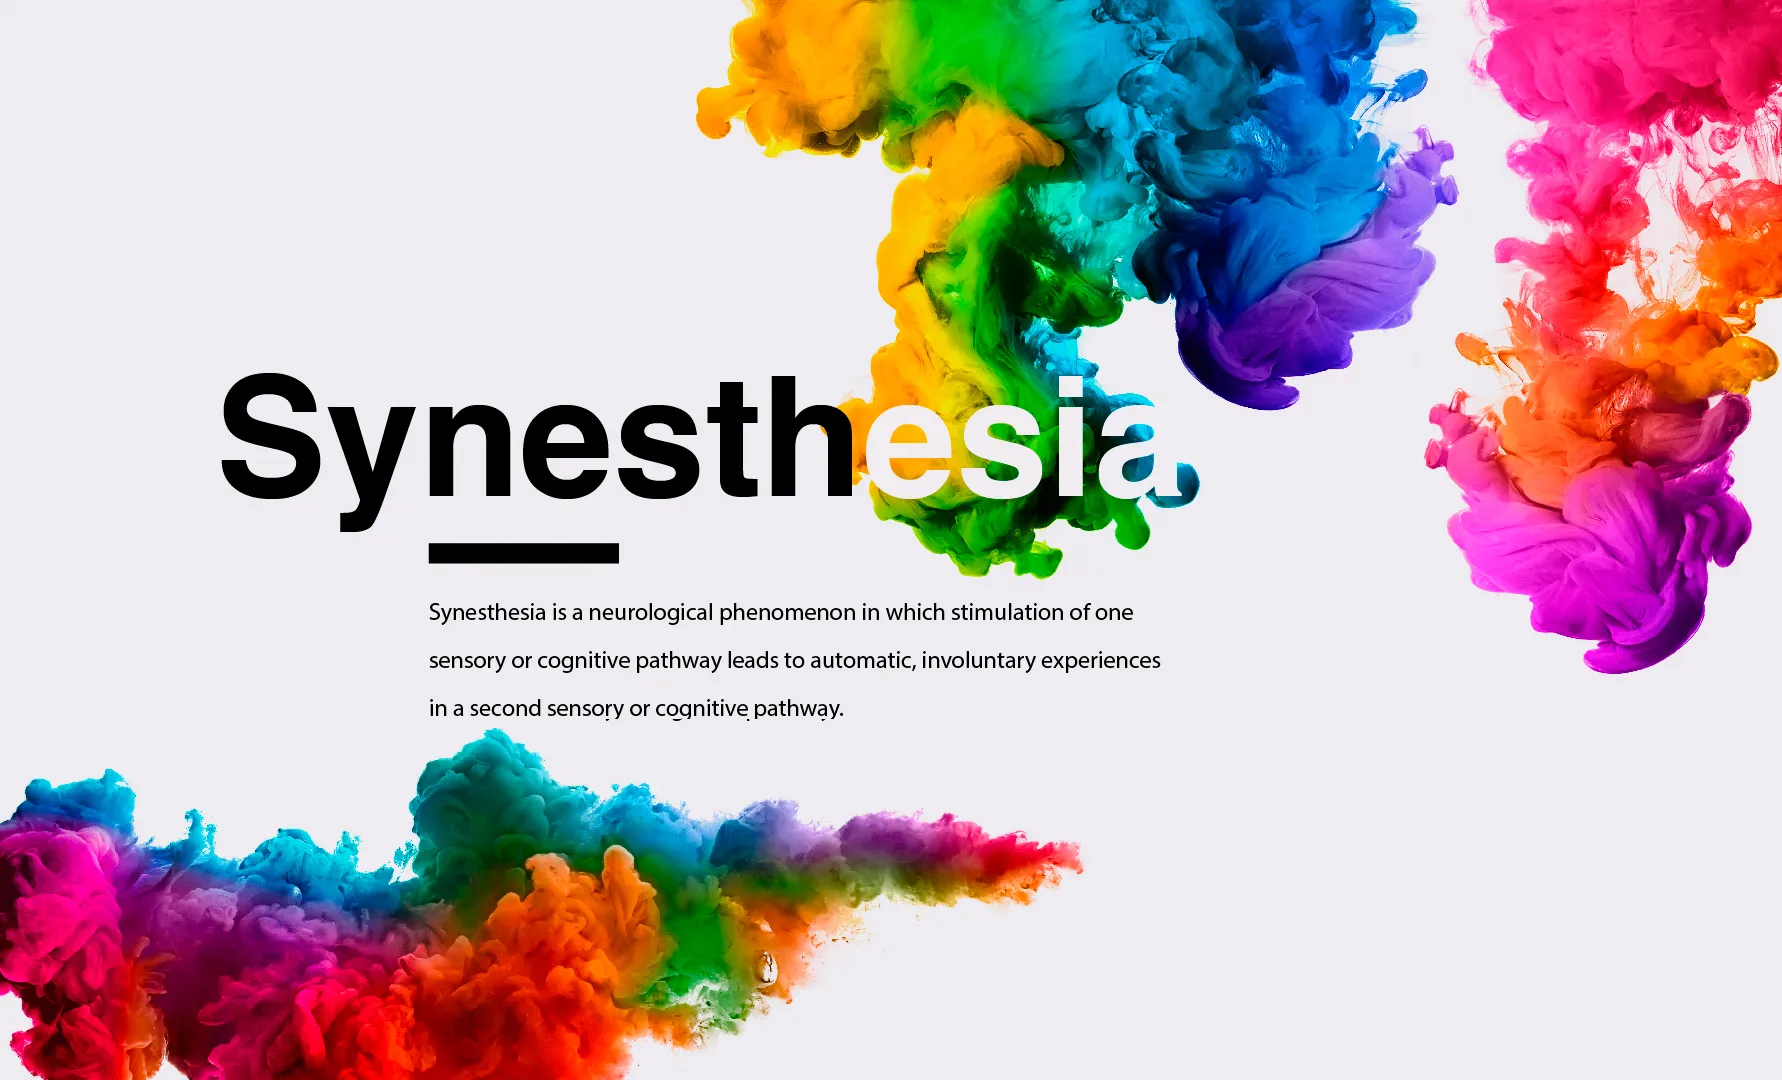 Synesthesia
Synesthesia is a neurological phenomenon in which stimulation of one
sensory or cognitive pathway leads to automatic, involuntary experiences
in a second sensory or cognitive pathway.